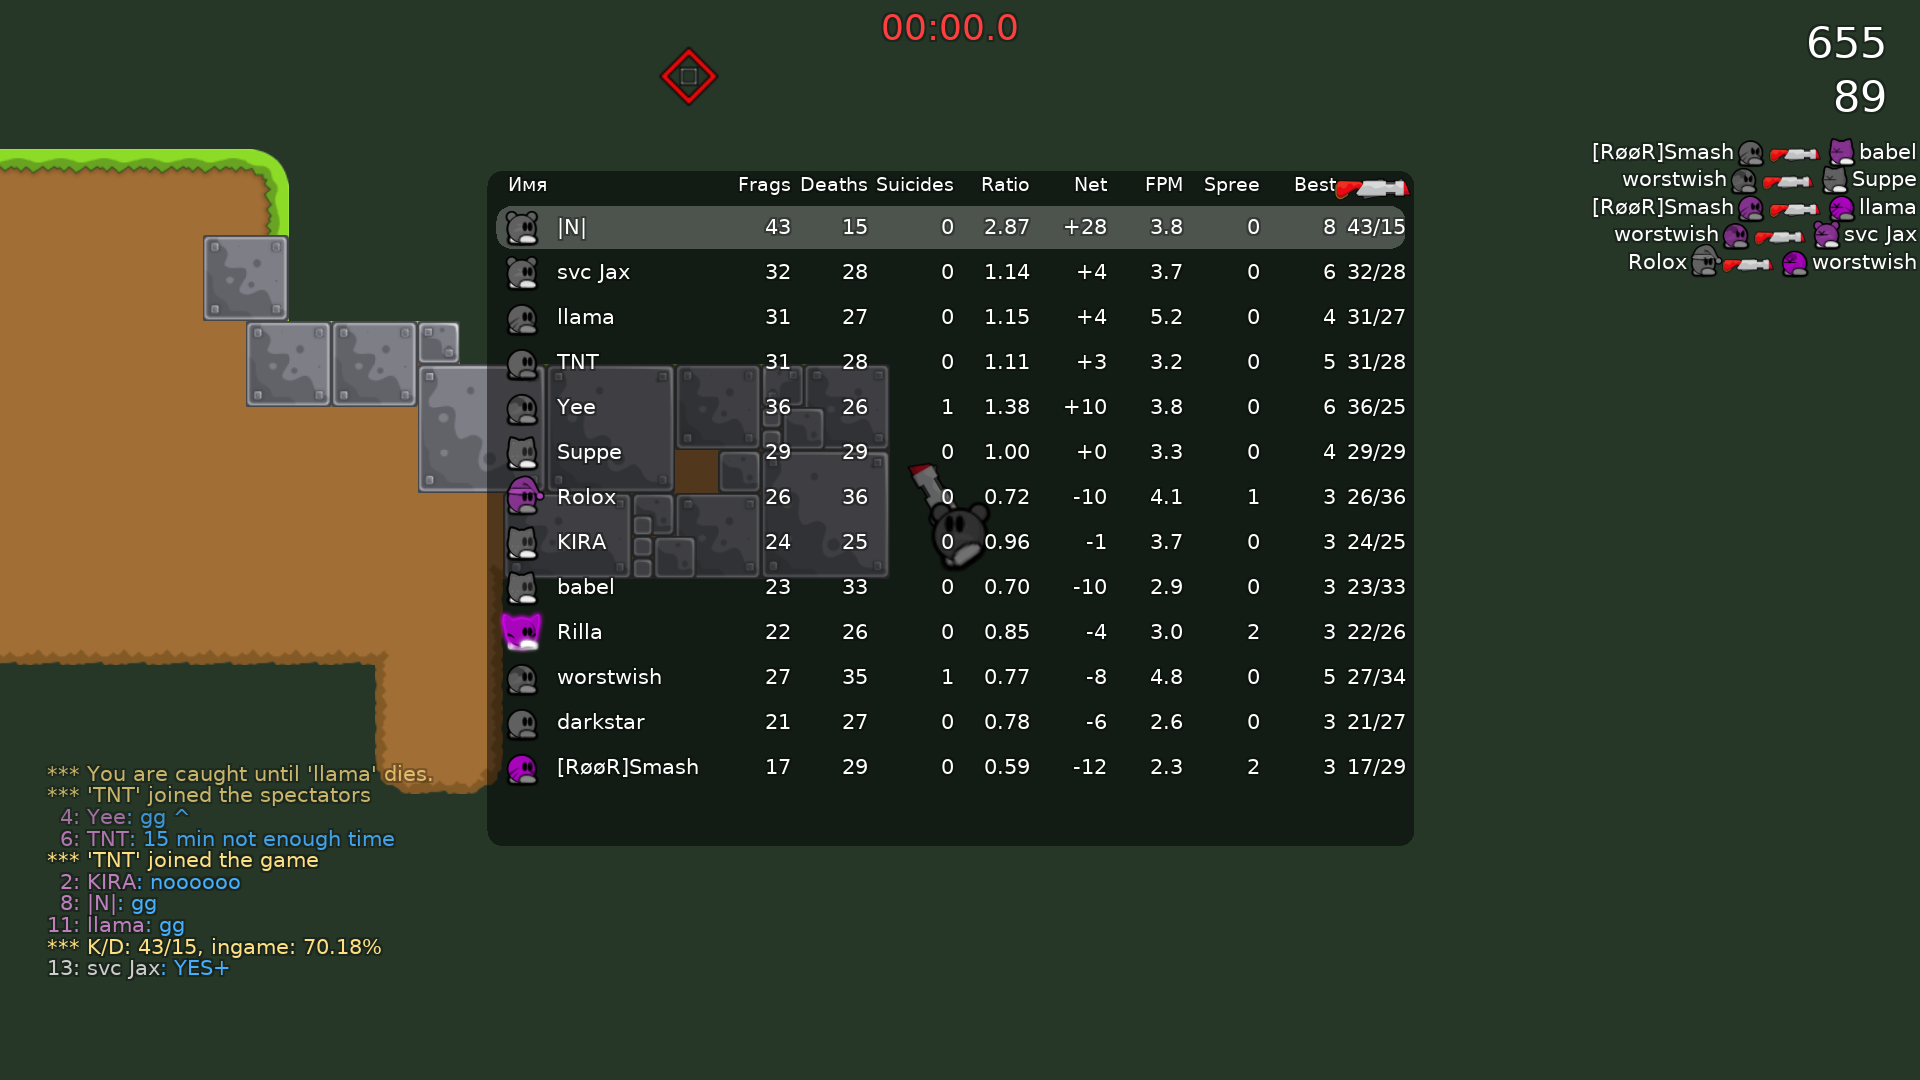 00:00.0
655
89
[RøøR]Smash babel
worstwish Suppe
[RøøR]Smash llama
worstwish svc Jax
Rolox worstwish
Имя Frags Deaths Suicides Ratio Net FPM Spree Best
|N| 43 15 0 2.87 +28 3.8 0 8 43/15
svc Jax 32 28 0 1.14 +4 3.7 0 6 32/28
llama 31 27 0 1.15 +4 5.2 0 4 31/27
TNT 31 28 0 1.11 +3 3.2 0 5 31/28
Yee 36 26 1 1.38 +10 3.8 0 6 36/25
Suppe 29 29 0 1.00 +0 3.3 0 4 29/29
Rolox 26 36 0 0.72 -10 4.1 1 3 26/36
KIRA 24 25 0 0.96 -1 3.7 0 3 24/25
babel 23 33 0 0.70 -10 2.9 0 3 23/33
Rilla 22 26 0 0.85 -4 3.0 2 3 22/26
worstwish 27 35 1 0.77 -8 4.8 0 5 27/34
darkstar 21 27 0 0.78 -6 2.6 0 3 21/27
[RøøR]Smash 17 29 0 0.59 -12 2.3 2 3 17/29
*** You are caught until 'llama' dies.
*** 'TNT' joined the spectators
4: Yee: gg ^
6: TNT: 15 min not enough time
*** 'TNT' joined the game
2: KIRA: noooooo
8: |N|: gg
11: llama: gg
*** K/D: 43/15, ingame: 70.18%
13: svc Jax: YES+